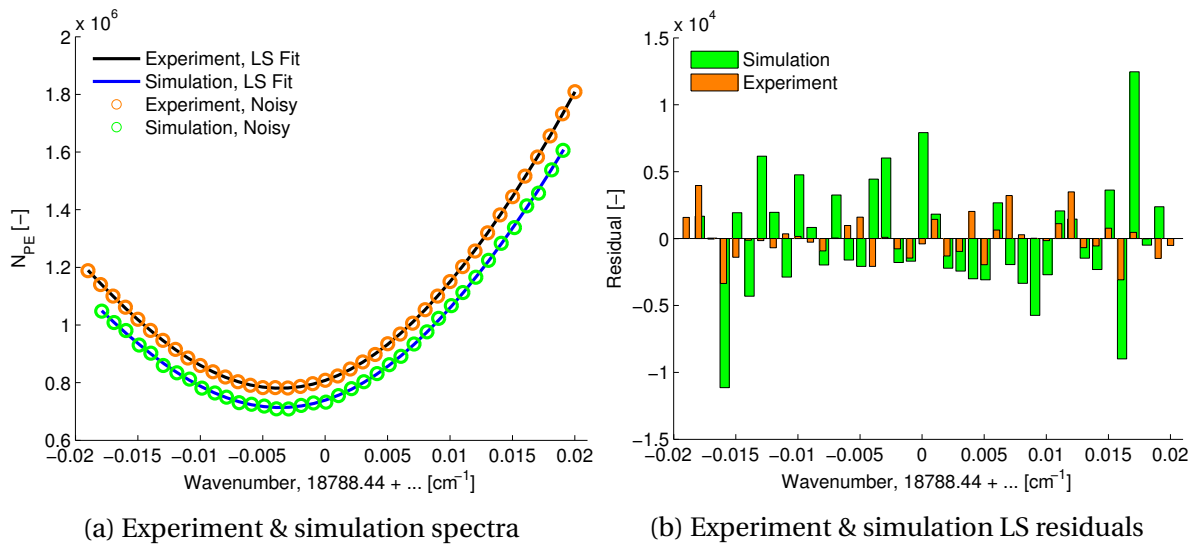 x 10⁶
2
1.8
1.6
1.4
1.2
1
0.8
0.6
N_PE [−]
Experiment, LS Fit
Simulation, LS Fit
Experiment, Noisy
Simulation, Noisy
−0.02 −0.015 −0.01 −0.005 0 0.005 0.01 0.015 0.02
Wavenumber, 18788.44 + ... [cm⁻¹]
(a) Experiment & simulation spectra
x 10⁴
1.5
1
0.5
0
−0.5
−1
−1.5
Residual [−]
Simulation
Experiment
−0.02 −0.015 −0.01 −0.005 0 0.005 0.01 0.015 0.02
Wavenumber, 18788.44 + ... [cm⁻¹]
(b) Experiment & simulation LS residuals